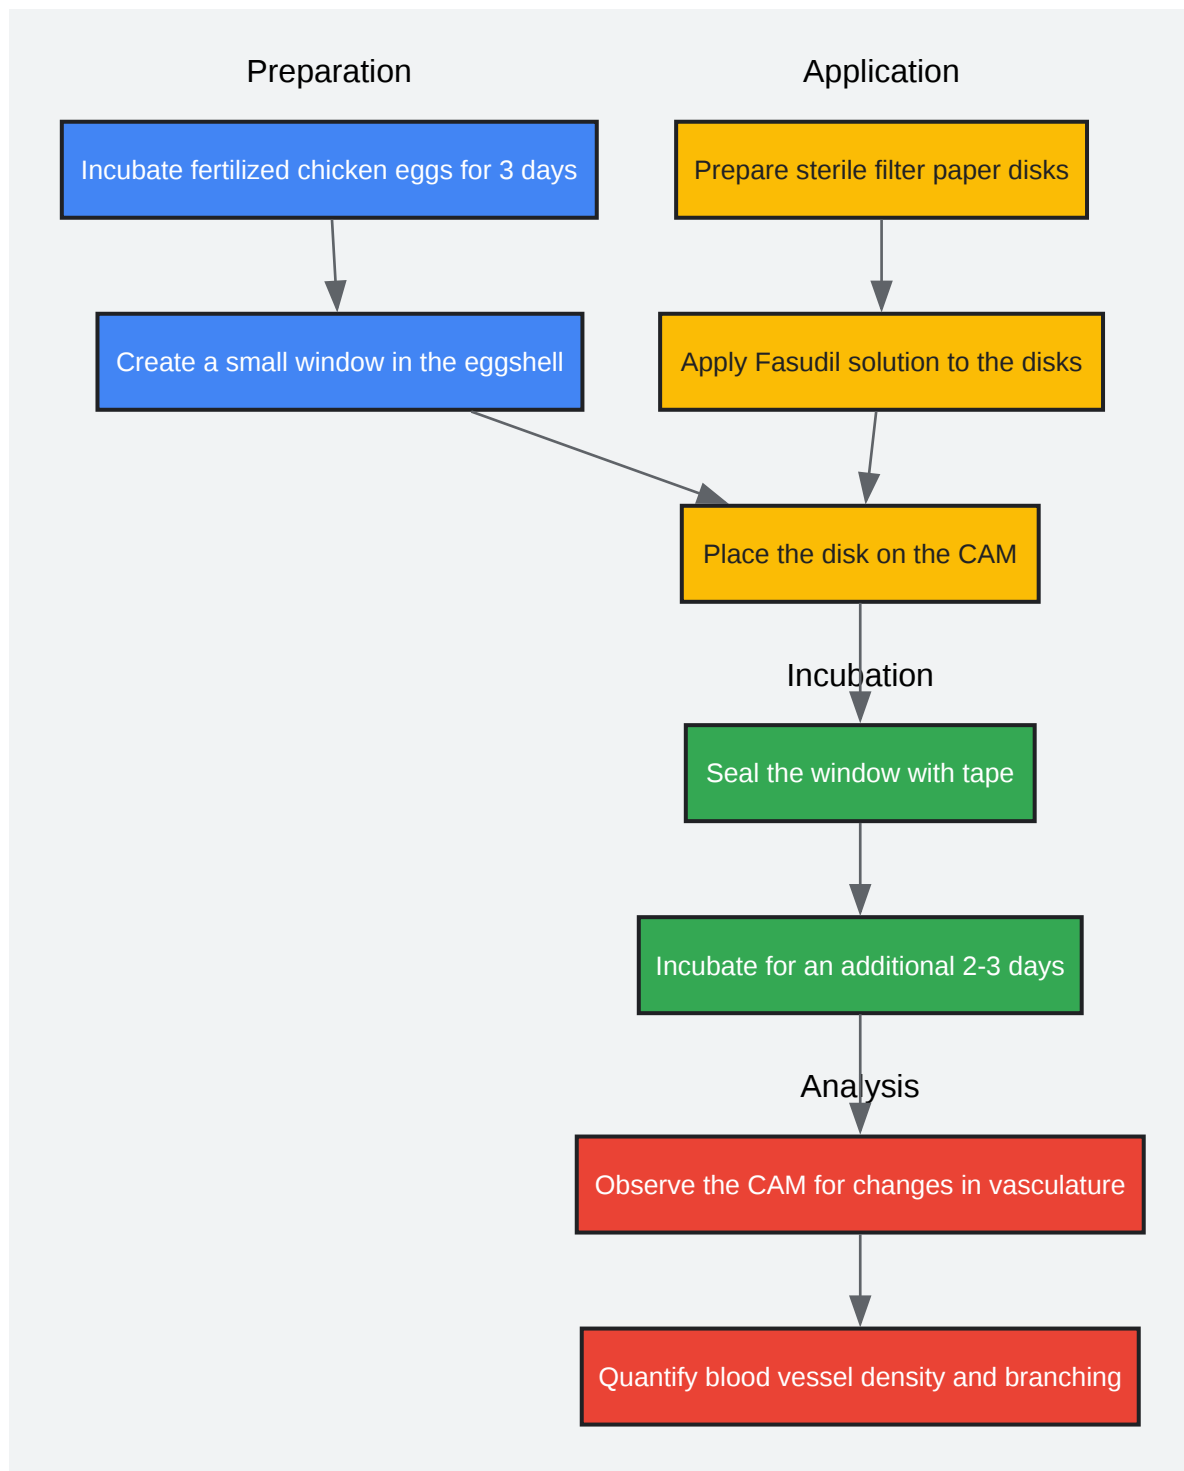 Preparation
Application
Incubate fertilized chicken eggs for 3 days
Prepare sterile filter paper disks
Create a small window in the eggshell
Apply Fasudil solution to the disks
Place the disk on the CAM
Incubation
Seal the window with tape
Incubate for an additional 2-3 days
Analysis
Observe the CAM for changes in vasculature
Quantify blood vessel density and branching